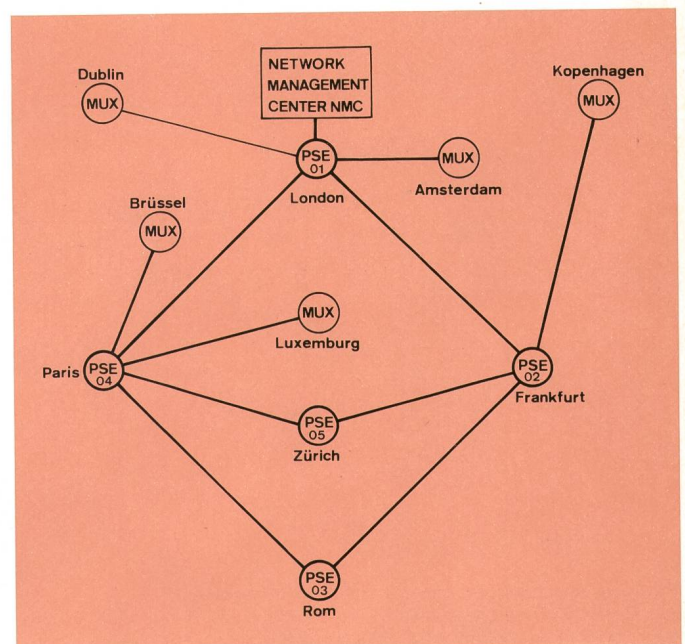 Dublin
MUX
NETWORK
MANAGEMENT
CENTER NMC
Kopenhagen
MUX
PSE
01
London
MUX
Amsterdam
Brüssel
MUX
MUX
Luxemburg
Paris
PSE
04
PSE
02
Frankfurt
PSE
05
Zürich
PSE
03
Rom